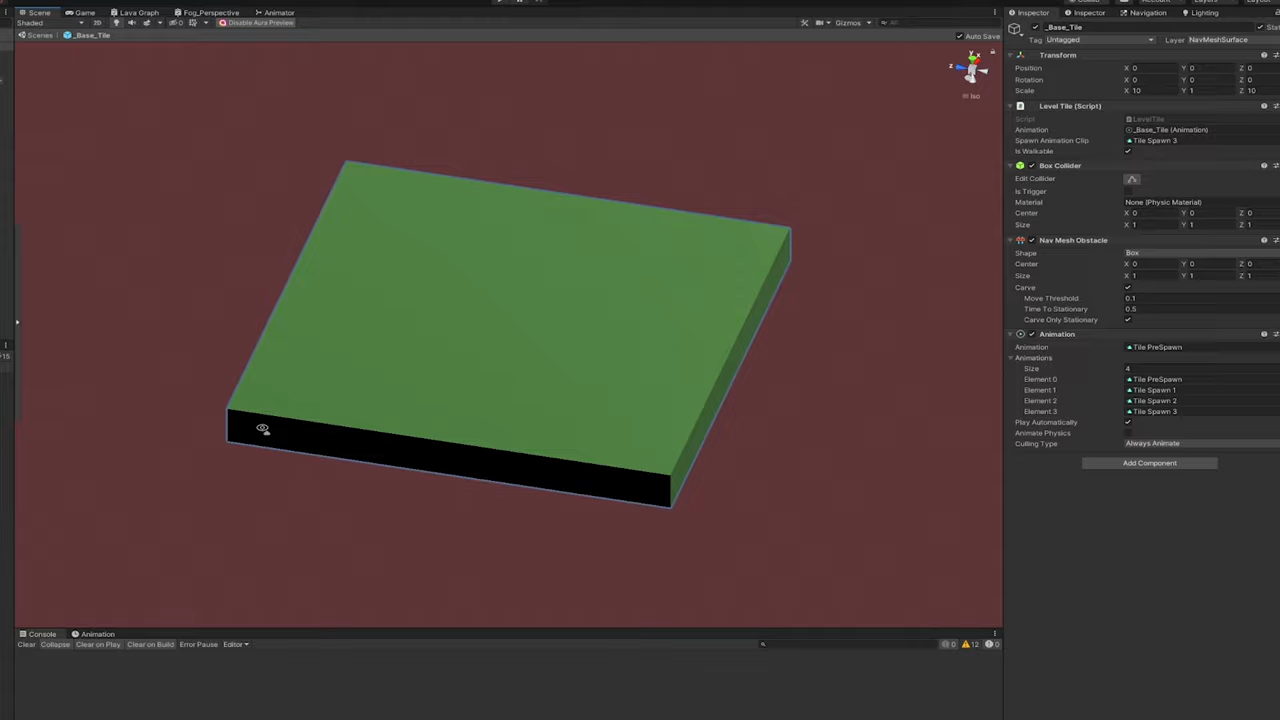 Scene Game Lava Graph Fog_Perspective Animator
Shaded 2D 0 Disable Aura Preview Gizmos All
Scenes _Base_Tile Auto Save
y x z
Iso
Console Animation
Clear Collapse Clear on Play Clear on Build Error Pause Editor 0 12 0
Inspector Inspector Navigation Lighting
_Base_Tile
Tag Untagged Layer NavMeshSurface
Transform
Position X 0 Y 0 Z 0
Rotation X 0 Y 0 Z 0
Scale X 10 Y 1 Z 10
Level Tile (Script)
Script LevelTile
Animation _Base_Tile (Animation)
Spawn Animation Clip Tile Spawn 3
Is Walkable
Box Collider
Edit Collider
Is Trigger
Material None (Physic Material)
Center X 0 Y 0 Z 0
Size X 1 Y 1 Z 1
Nav Mesh Obstacle
Shape Box
Center X 0 Y 0 Z 0
Size X 1 Y 1 Z 1
Carve
Move Threshold 0.1
Time To Stationary 0.5
Carve Only Stationary
Animation
Animation Tile PreSpawn
Animations
Size 4
Element 0 Tile PreSpawn
Element 1 Tile Spawn 1
Element 2 Tile Spawn 2
Element 3 Tile Spawn 3
Play Automatically
Animate Physics
Culling Type Always Animate
Add Component